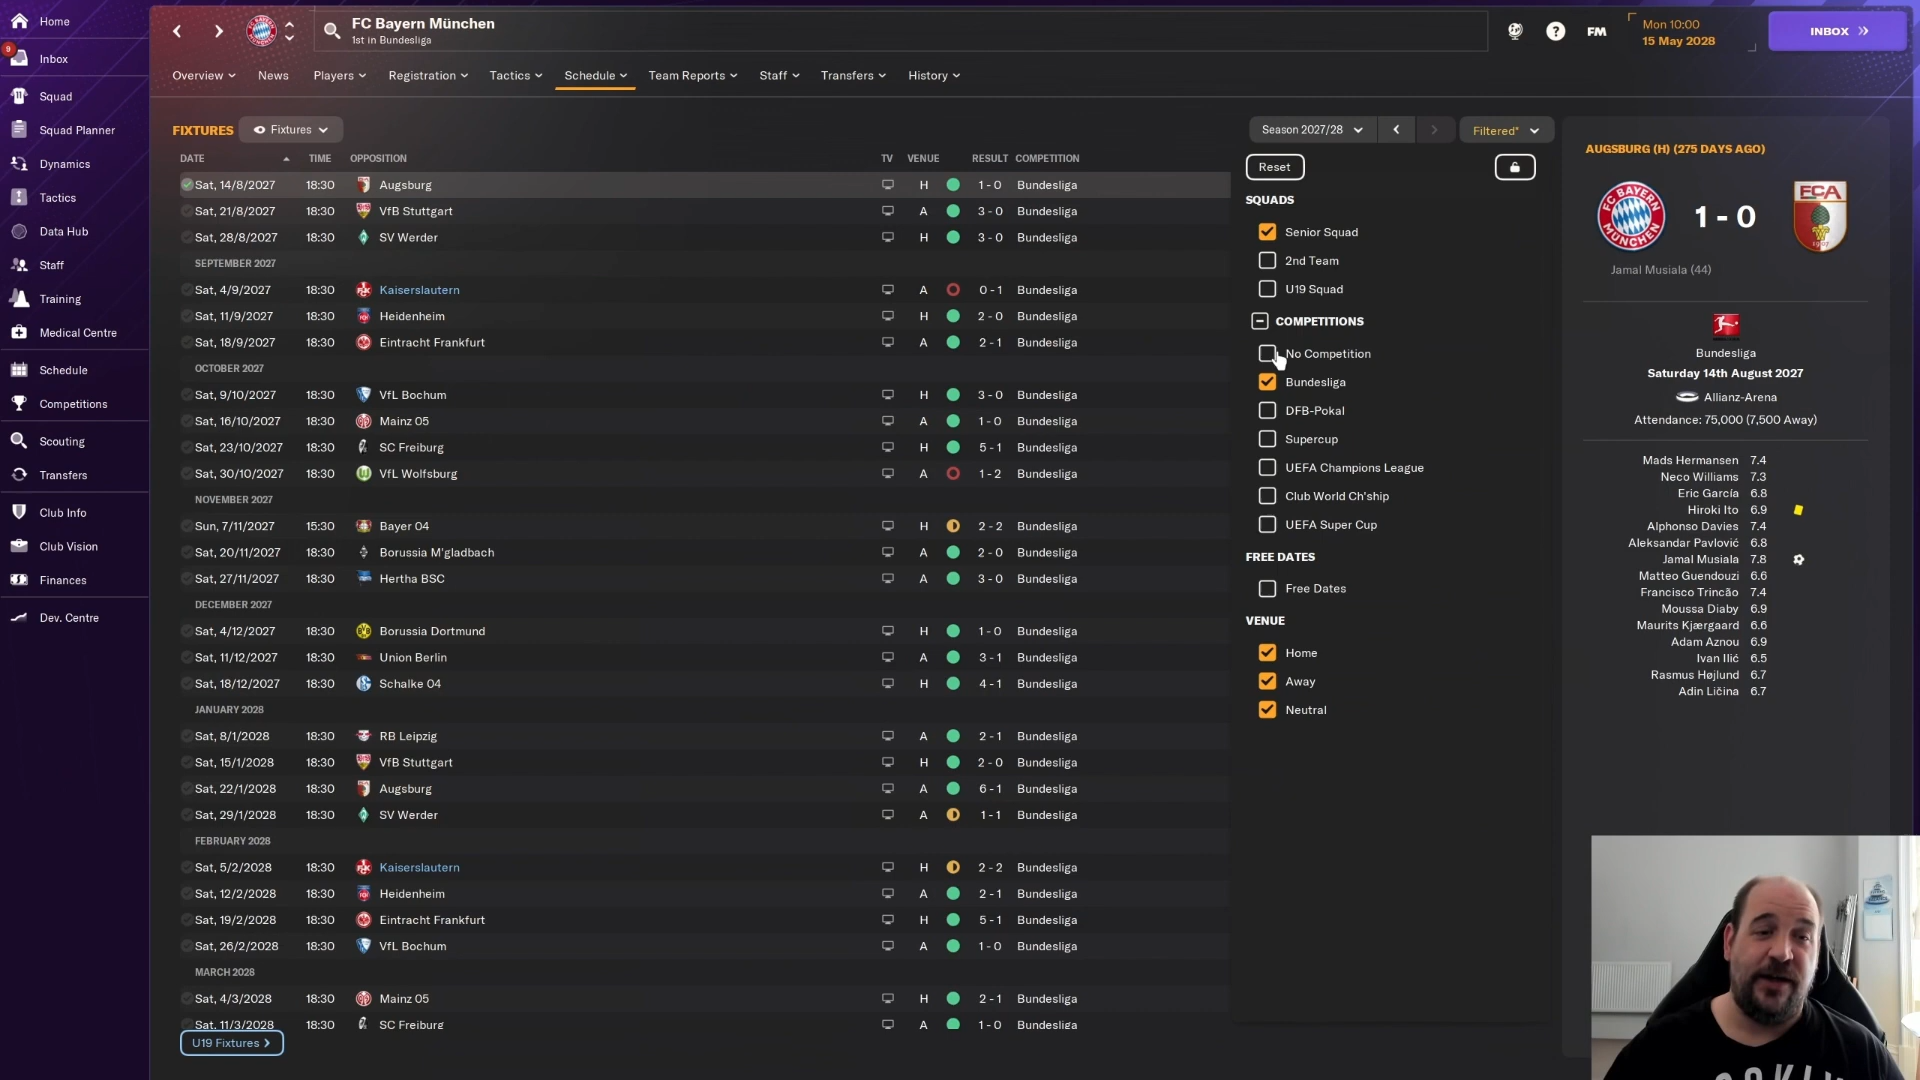 Home
9
Inbox
Squad
Squad Planner
Dynamics
Tactics
Data Hub
Staff
Training
Medical Centre
Schedule
Competitions
Scouting
Transfers
Club Info
Club Vision
Finances
Dev. Centre
FC Bayern München
1st in Bundesliga
FM
Mon 10:00
15 May 2028
INBOX
Overview
News
Players
Registration
Tactics
Schedule
Team Reports
Staff
Transfers
History
FIXTURES
Fixtures
Season 2027/28
Filtered*
DATE TIME OPPOSITION TV VENUE RESULT COMPETITION
Sat, 14/8/2027 18:30 Augsburg H 1 - 0 Bundesliga
Sat, 21/8/2027 18:30 VfB Stuttgart A 3 - 0 Bundesliga
Sat, 28/8/2027 18:30 SV Werder H 3 - 0 Bundesliga
SEPTEMBER 2027
Sat, 4/9/2027 18:30 Kaiserslautern A 0 - 1 Bundesliga
Sat, 11/9/2027 18:30 Heidenheim H 2 - 0 Bundesliga
Sat, 18/9/2027 18:30 Eintracht Frankfurt A 2 - 1 Bundesliga
OCTOBER 2027
Sat, 9/10/2027 18:30 VfL Bochum H 3 - 0 Bundesliga
Sat, 16/10/2027 18:30 Mainz 05 A 1 - 0 Bundesliga
Sat, 23/10/2027 18:30 SC Freiburg H 5 - 1 Bundesliga
Sat, 30/10/2027 18:30 VfL Wolfsburg A 1 - 2 Bundesliga
NOVEMBER 2027
Sun, 7/11/2027 15:30 Bayer 04 H 2 - 2 Bundesliga
Sat, 20/11/2027 18:30 Borussia M'gladbach A 2 - 0 Bundesliga
Sat, 27/11/2027 18:30 Hertha BSC A 3 - 0 Bundesliga
DECEMBER 2027
Sat, 4/12/2027 18:30 Borussia Dortmund H 1 - 0 Bundesliga
Sat, 11/12/2027 18:30 Union Berlin A 3 - 1 Bundesliga
Sat, 18/12/2027 18:30 Schalke 04 H 4 - 1 Bundesliga
JANUARY 2028
Sat, 8/1/2028 18:30 RB Leipzig A 2 - 1 Bundesliga
Sat, 15/1/2028 18:30 VfB Stuttgart H 2 - 0 Bundesliga
Sat, 22/1/2028 18:30 Augsburg A 6 - 1 Bundesliga
Sat, 29/1/2028 18:30 SV Werder A 1 - 1 Bundesliga
FEBRUARY 2028
Sat, 5/2/2028 18:30 Kaiserslautern H 2 - 2 Bundesliga
Sat, 12/2/2028 18:30 Heidenheim A 2 - 1 Bundesliga
Sat, 19/2/2028 18:30 Eintracht Frankfurt H 5 - 1 Bundesliga
Sat, 26/2/2028 18:30 VfL Bochum A 1 - 0 Bundesliga
MARCH 2028
Sat, 4/3/2028 18:30 Mainz 05 H 2 - 1 Bundesliga
Sat, 11/3/2028 18:30 SC Freiburg A 1 - 0 Bundesliga
U19 Fixtures
Reset
SQUADS
Senior Squad
2nd Team
U19 Squad
COMPETITIONS
No Competition
Bundesliga
DFB-Pokal
Supercup
UEFA Champions League
Club World Ch'ship
UEFA Super Cup
FREE DATES
Free Dates
VENUE
Home
Away
Neutral
AUGSBURG (H) (275 DAYS AGO)
1 - 0
FCA
1907
Jamal Musiala (44)
Bundesliga
Saturday 14th August 2027
Allianz-Arena
Attendance: 75,000 (7,500 Away)
Mads Hermansen 7.4
Neco Williams 7.3
Eric García 6.8
Hiroki Ito 6.9
Alphonso Davies 7.4
Aleksandar Pavlović 6.8
Jamal Musiala 7.8
Matteo Guendouzi 6.6
Francisco Trincão 7.4
Moussa Diaby 6.9
Maurits Kjærgaard 6.6
Adam Aznou 6.9
Ivan Ilić 6.5
Rasmus Højlund 6.7
Adin Ličina 6.7